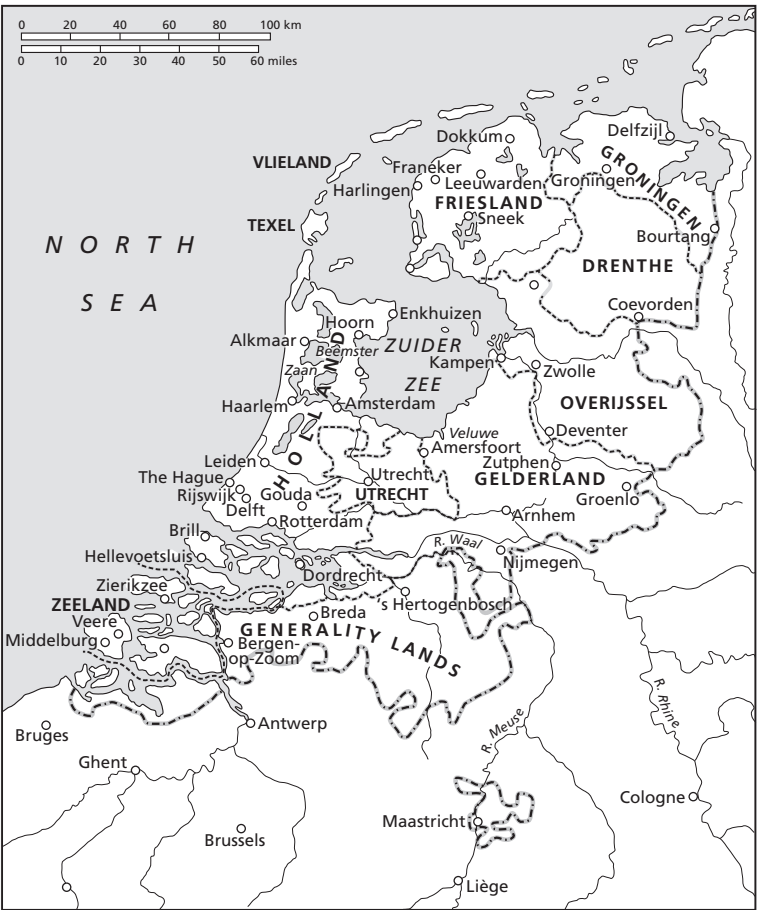 0 20 40 60 80 100 km
0 10 20 30 40 50 60 miles
Dokkum
Delfzijl
VLIELAND
Franeker
GRONINGEN
Harlingen
Leeuwarden
Groningen
FRIESLAND
TEXEL
Sneek
Bourtang
NORTH
SEA
DRENTHE
Coevorden
Enkhuizen
Hoorn
Alkmaar
Beemster
ZUIDER
ZEE
Kampen
Zaan
Zwolle
HOLLAND
Haarlem
Amsterdam
OVERIJSSEL
Veluwe
Deventer
Amersfoort
Leiden
Zutphen
The Hague
Utrecht
GELDERLAND
Rijswijk
Gouda
UTRECHT
Groenlo
Delft
Rotterdam
Arnhem
Brill
R. Waal
Hellevoetsluis
Nijmegen
Dordrecht
Zierikzee
ZEELAND
's Hertogenbosch
Veere
Breda
Middelburg
GENERALITY LANDS
Bergen-
op-Zoom
R. Rhine
R. Meuse
Antwerp
Bruges
Ghent
Cologne
Maastricht
Brussels
Liège